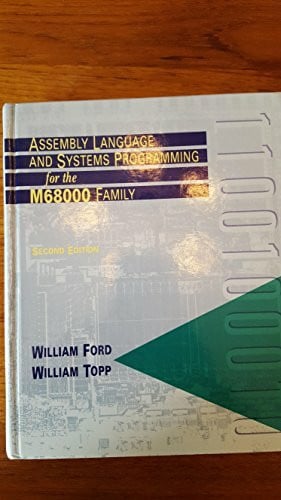 ASSEMBLY LANGUAGE
AND SYSTEMS PROGRAMMING
for the
M68000 FAMILY
SECOND EDITION
WILLIAM FORD
WILLIAM TOPP